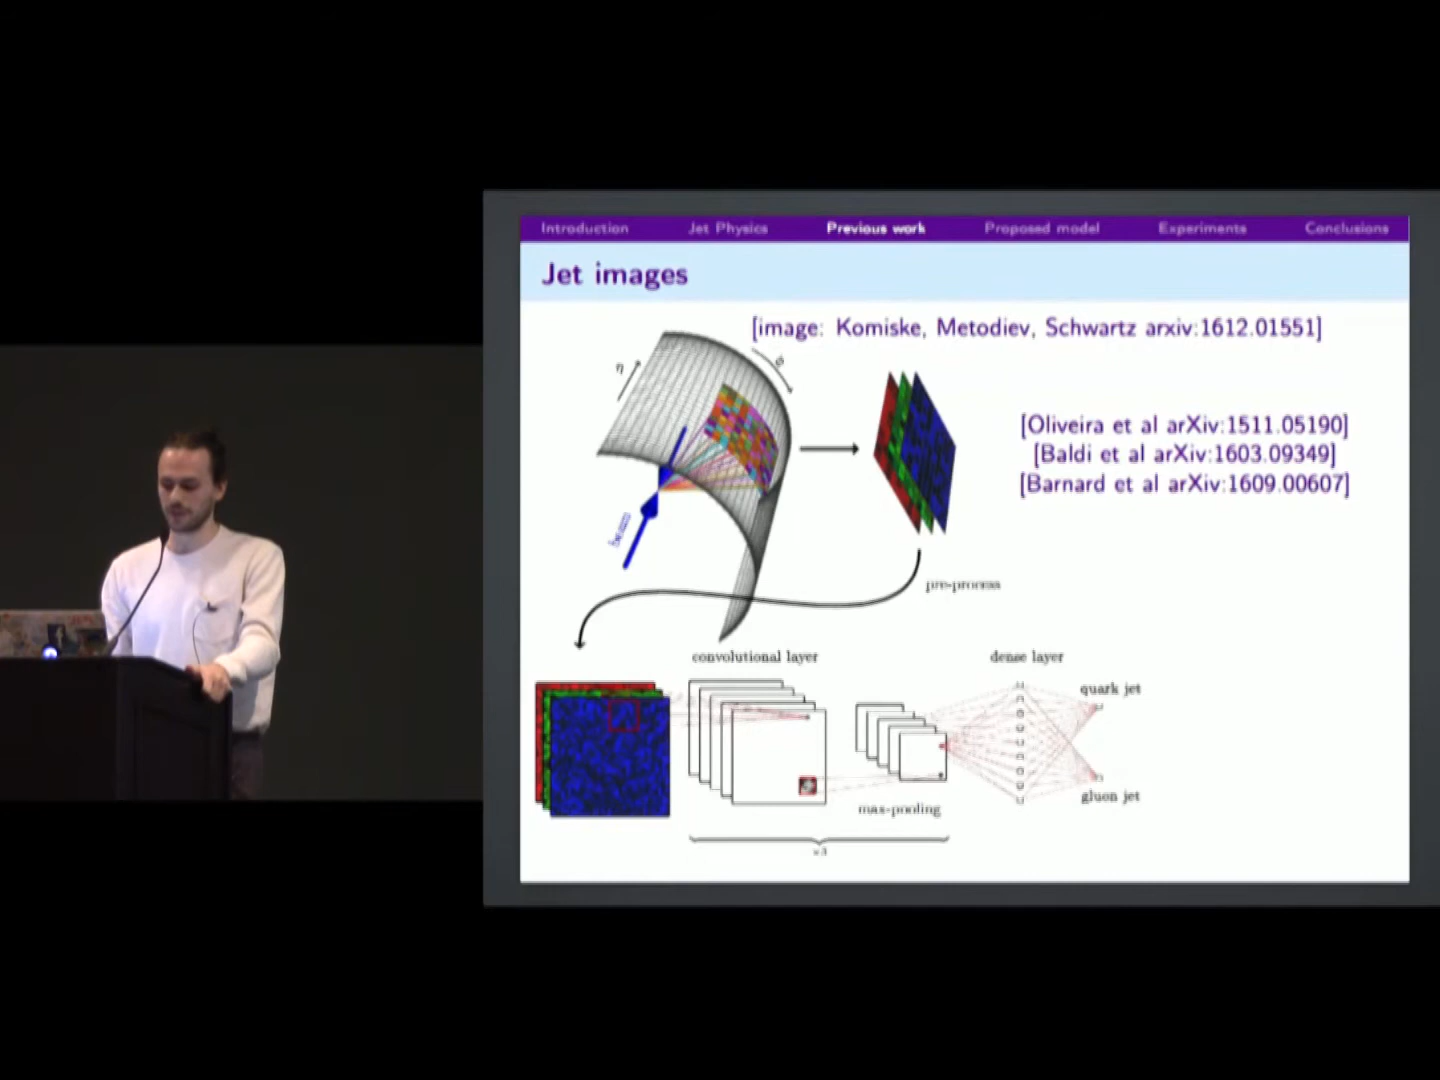 Introduction Jet Physics Previous work Proposed model Experiments Conclusions
Jet images
[image: Komiske, Metodiev, Schwartz arxiv:1612.01551]
η
ϕ
[Oliveira et al arXiv:1511.05190]
[Baldi et al arXiv:1603.09349]
[Barnard et al arXiv:1609.00607]
pre-process
convolutional layer
dense layer
quark jet
gluon jet
max-pooling